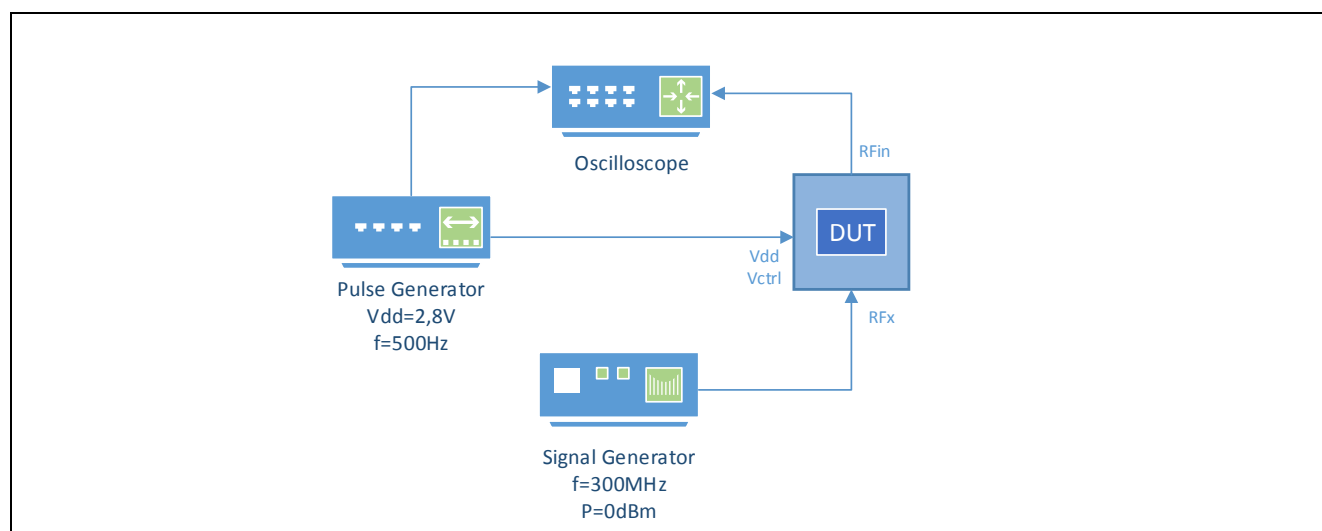 Oscilloscope
RFin
DUT
Vdd
Vctrl
Pulse Generator
Vdd=2,8V
f=500Hz
RFx
Signal Generator
f=300MHz
P=0dBm